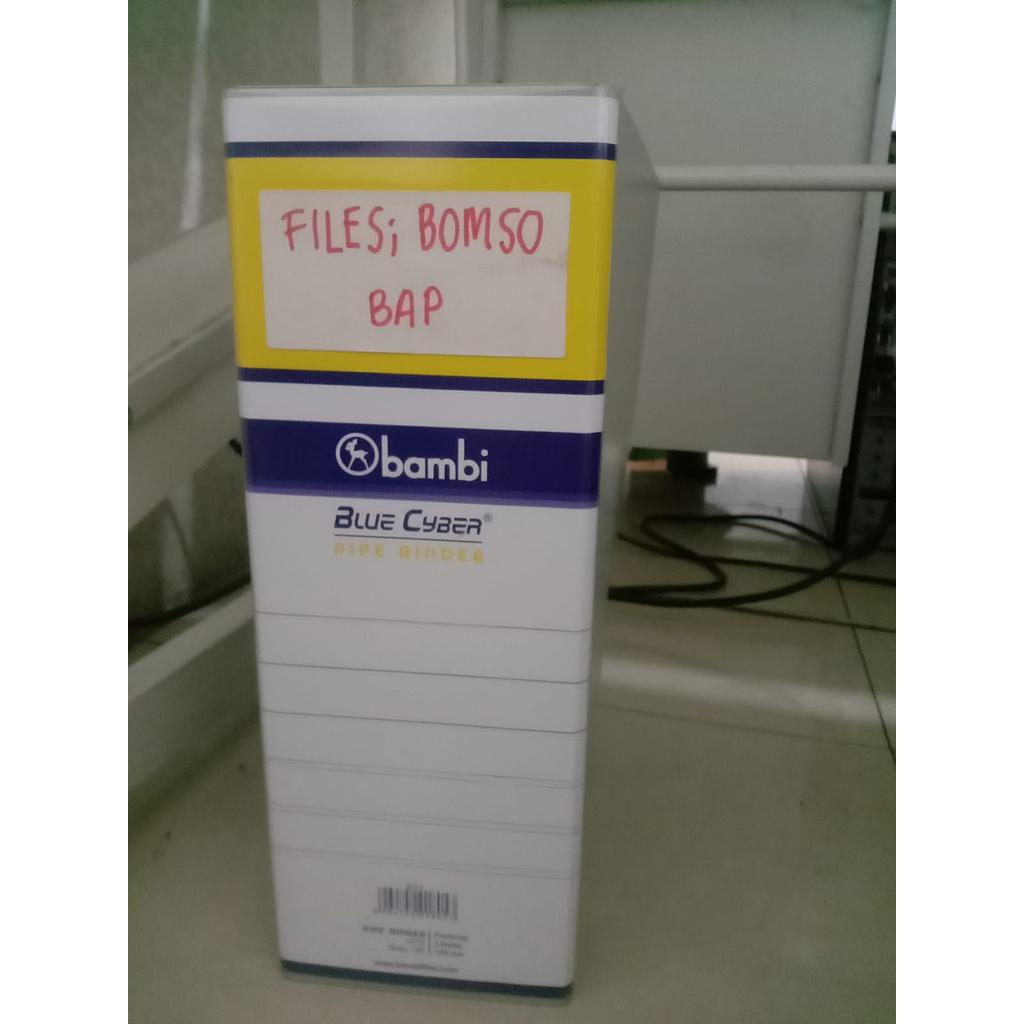 FILES; BOMSO
BAP
bambi
BLUE CYBER®
PIPE BINDER
PIPE BINDER